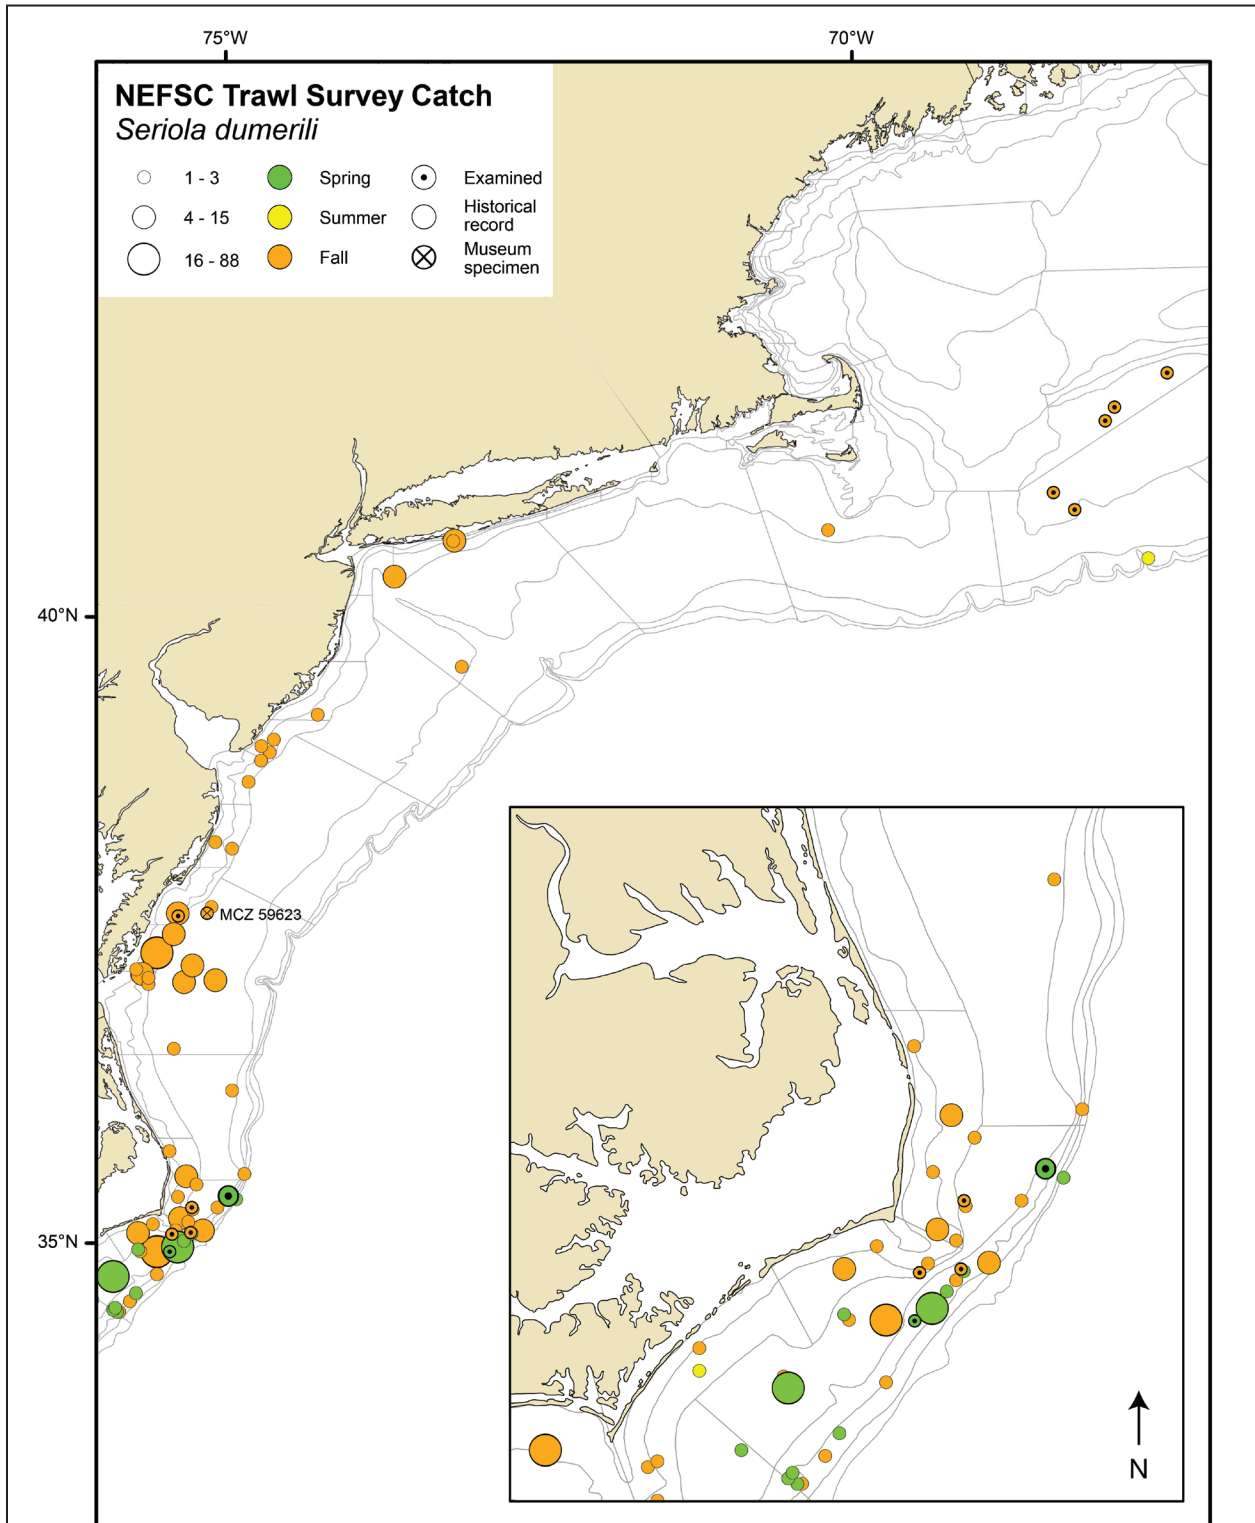 75°W
70°W
NEFSC Trawl Survey Catch
Seriola dumerili
1 - 3
Spring
Examined
4 - 15
Summer
Historical
record
16 - 88
Fall
Museum
specimen
40°N
MCZ 59623
35°N
N